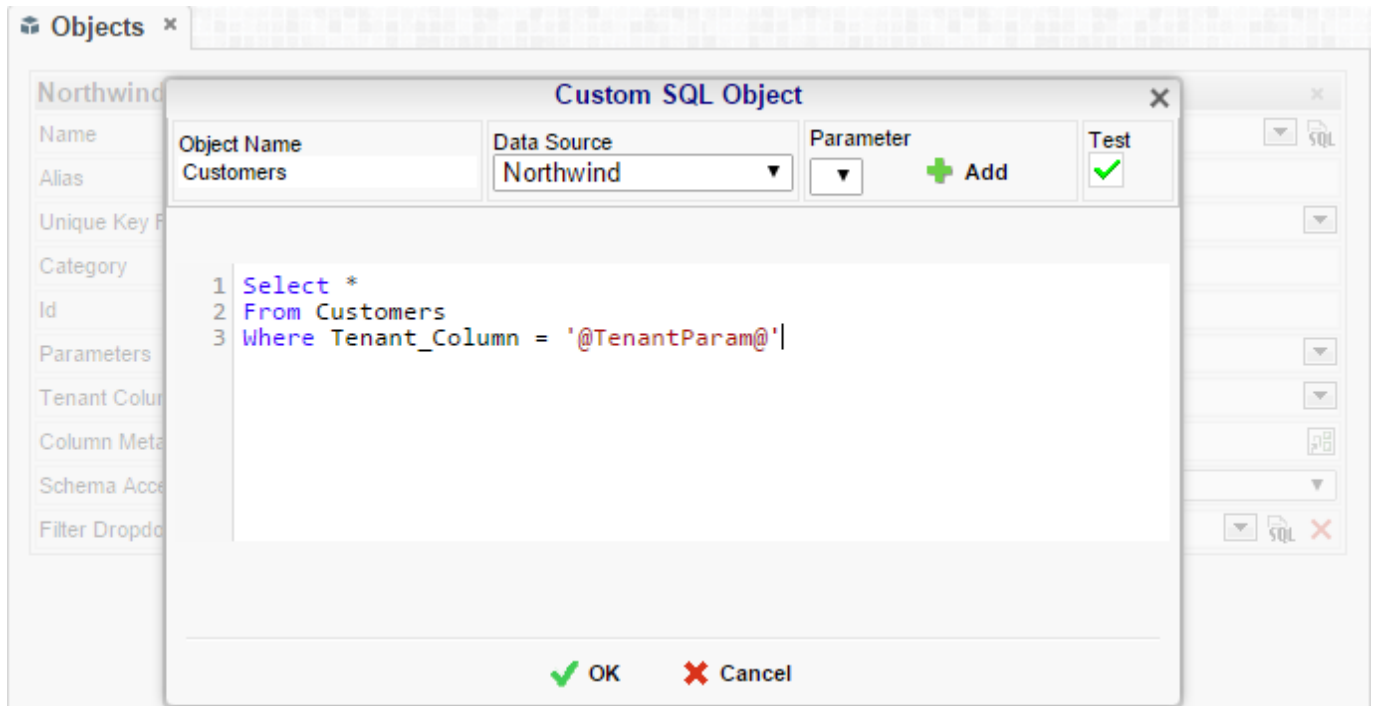 Objects ×
Northwind
Name
SQL
Alias
Unique Key F
Category
Id
Parameters
Tenant Colu
Column Meta
Schema Acce
Filter Dropdo
SQL
Custom SQL Object
Object Name
Customers
Data Source
Northwind
Parameter
Add
Test
1 Select *
2 From Customers
3 Where Tenant_Column = '@TenantParam@'
OK Cancel